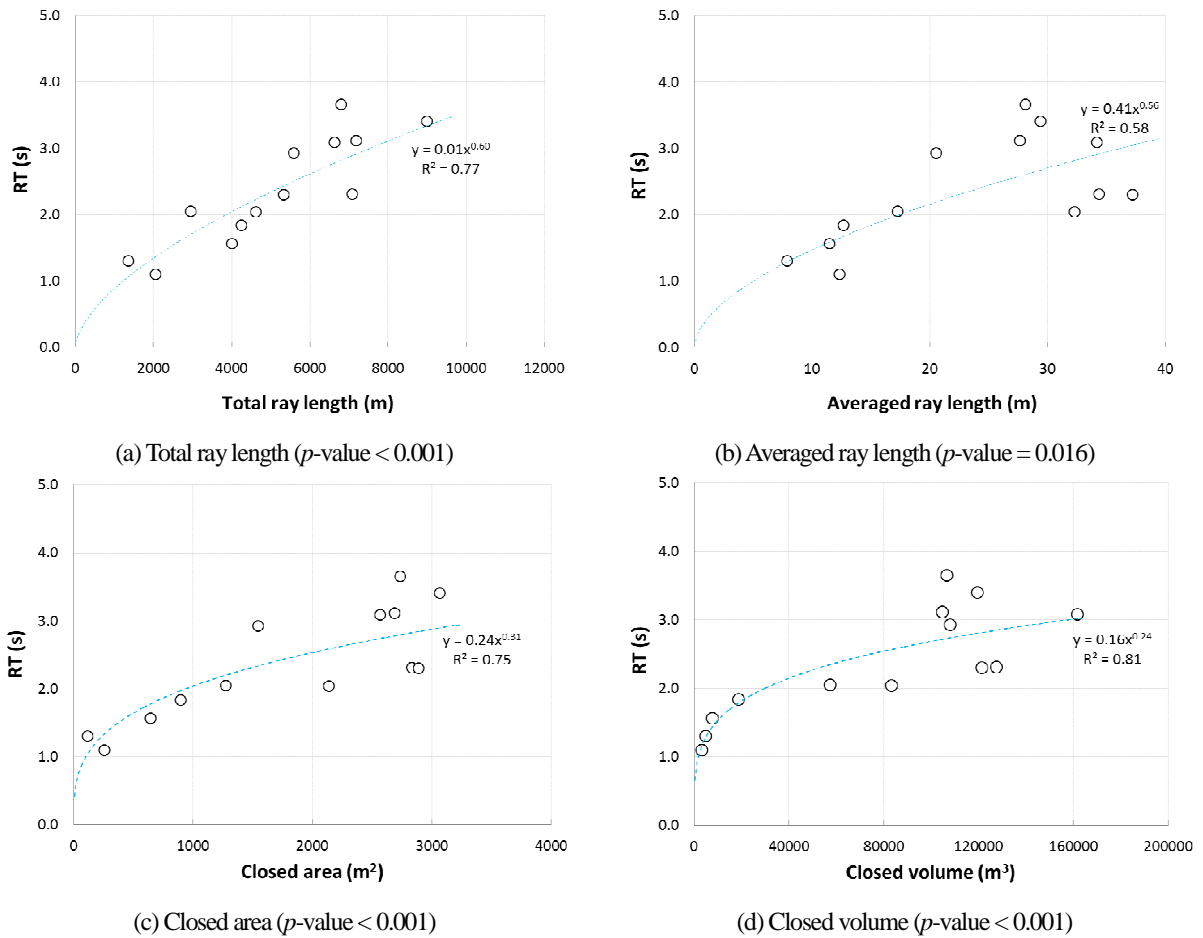 5.0
4.0
3.0
2.0
1.0
0.0
RT (s)
y = 0.01x^0.60
R² = 0.77
0 2000 4000 6000 8000 10000 12000
Total ray length (m)
(a) Total ray length (p-value < 0.001)
5.0
4.0
3.0
2.0
1.0
0.0
RT (s)
y = 0.41x^0.56
R² = 0.58
0 10 20 30 40
Averaged ray length (m)
(b) Averaged ray length (p-value = 0.016)
5.0
4.0
3.0
2.0
1.0
0.0
RT (s)
y = 0.24x^0.31
R² = 0.75
0 1000 2000 3000 4000
Closed area (m²)
(c) Closed area (p-value < 0.001)
5.0
4.0
3.0
2.0
1.0
0.0
RT (s)
y = 0.16x^0.24
R² = 0.81
0 40000 80000 120000 160000 200000
Closed volume (m³)
(d) Closed volume (p-value < 0.001)